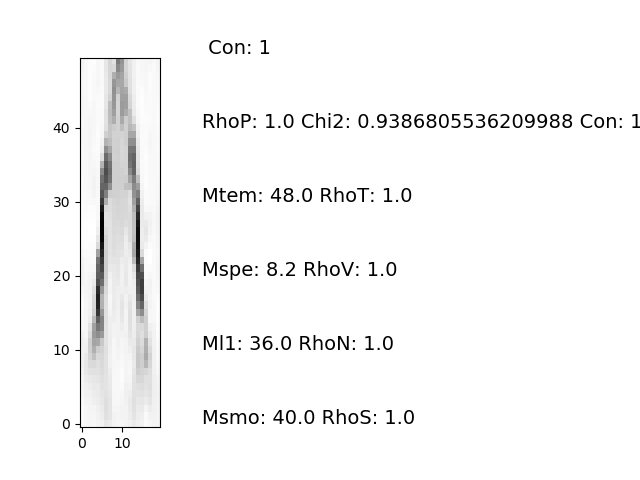 Con: 1
RhoP: 1.0 Chi2: 0.9386805536209988 Con: 1
Mtem: 48.0 RhoT: 1.0
Mspe: 8.2 RhoV: 1.0
Ml1: 36.0 RhoN: 1.0
Msmo: 40.0 RhoS: 1.0
40
30
20
10
0
0 10